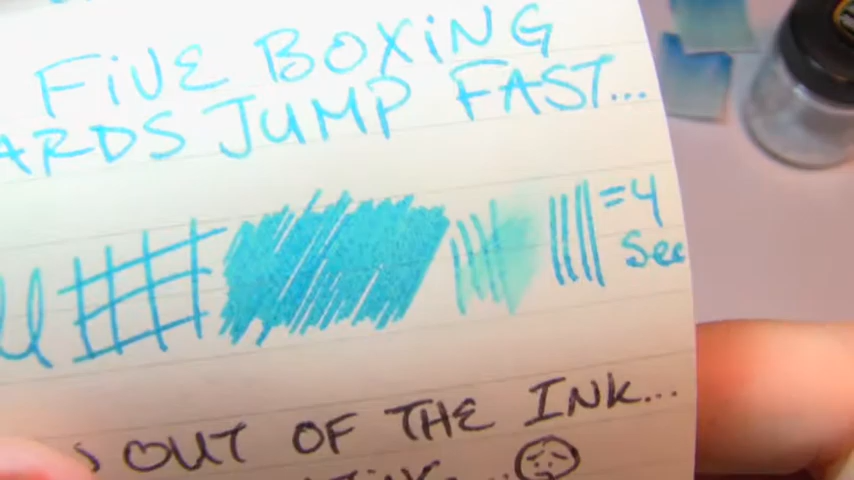 FIVE BOXING
ARDS JUMP FAST...
=4
Sec
OUT OF THE INK...